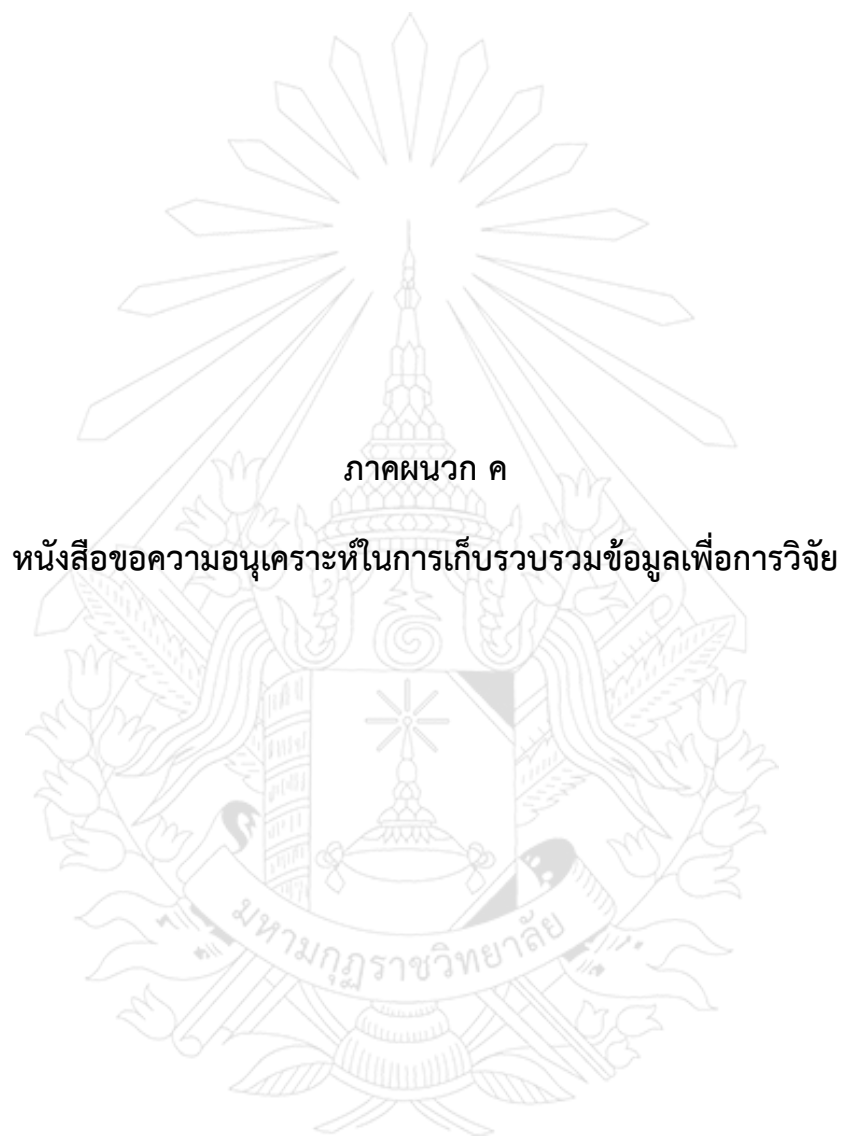 ภาคผนวก ค
หนังสือขอความอนุเคราะห์ในการเก็บรวบรวมข้อมูลเพื่อการวิจัย
มหามกุฏราชวิทยาลัย